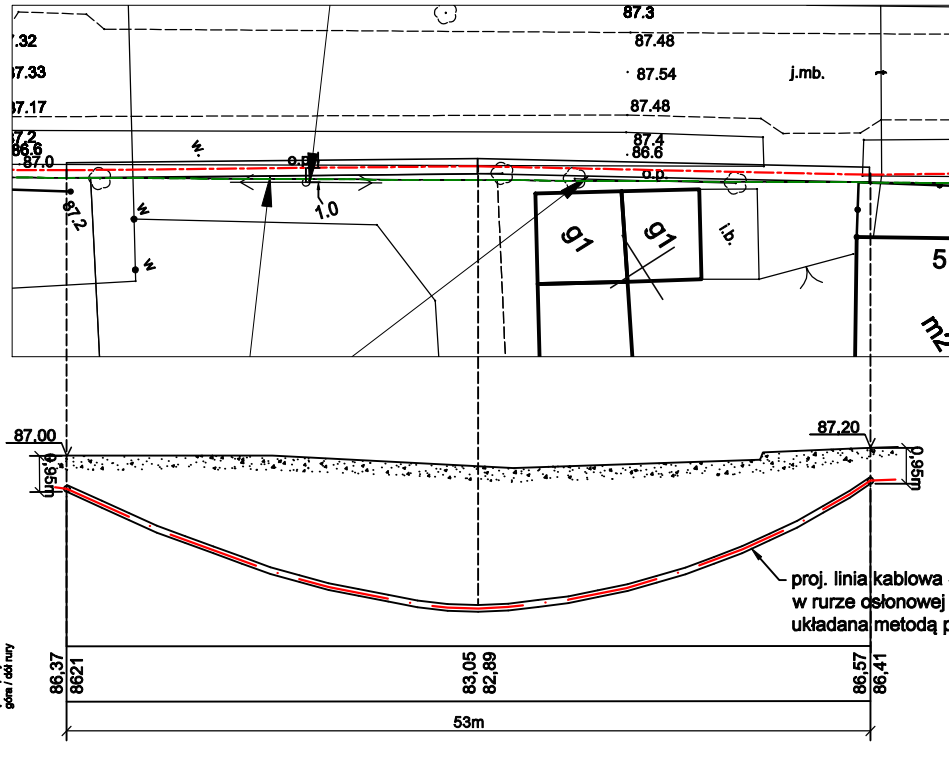 87.3
.32
87.48
87.54
j.mb.
7.33
87.48
7.17
7.2
87.4
w.
86.6
86.6
87.0
o.p
o.p
87.2
w
1.0
g1
g1
i.b.
w
5
m2
87.00
87.20
0,95m
0,95m
proj. linia kablowa
w rurze osłonowej
układana metodą p
góra / dół rury
86,37
8621
83,05
82,89
86,57
86,41
53m